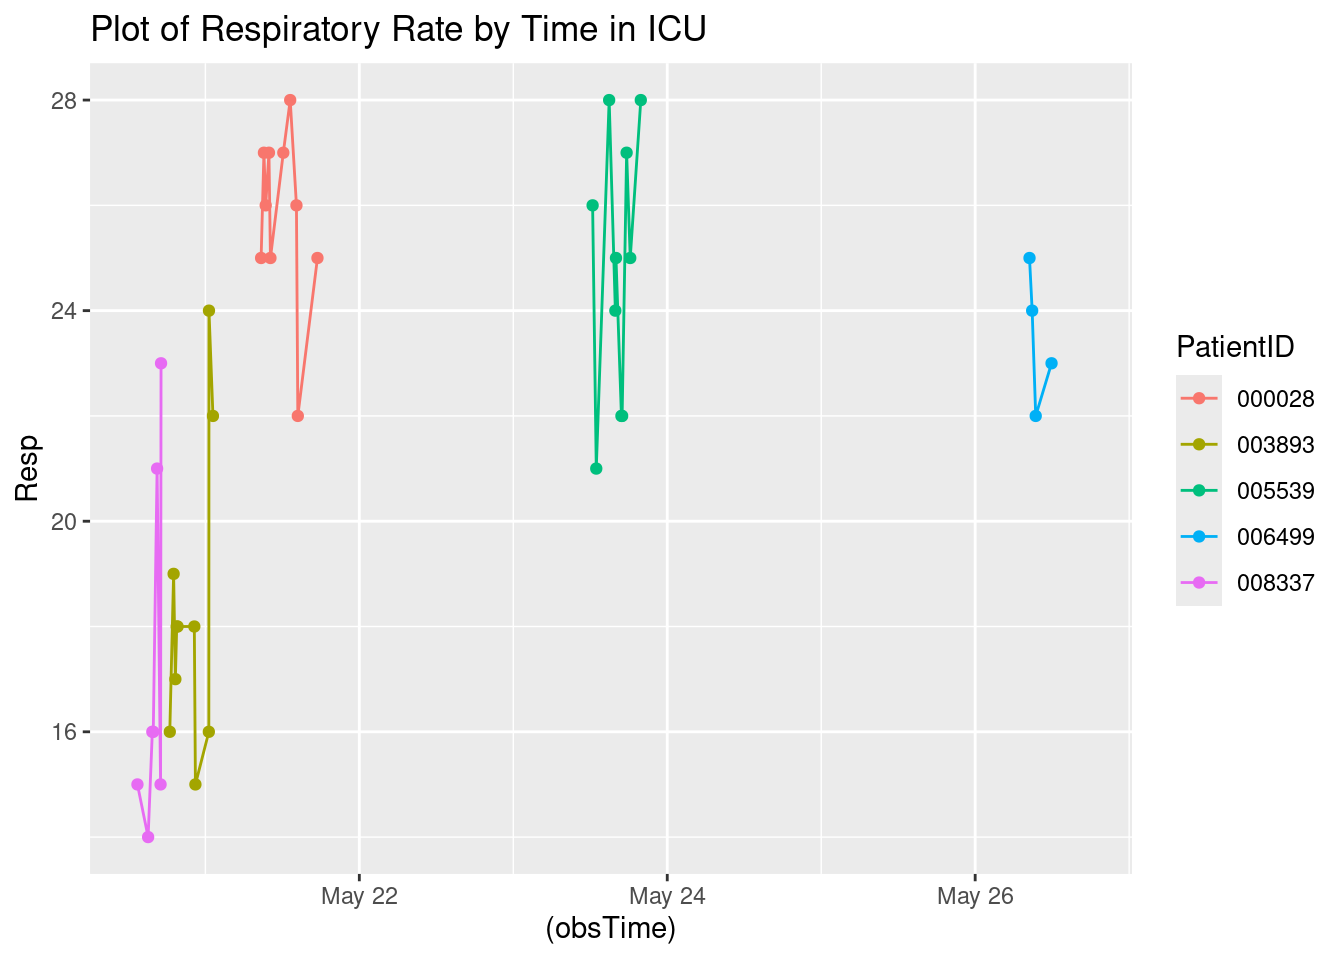 Plot of Respiratory Rate by Time in ICU
28
24
20
16
Resp
May 22
May 24
May 26
(obsTime)
PatientID
000028
003893
005539
006499
008337